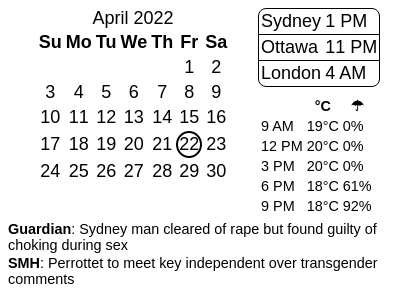 April 2022
Su Mo Tu We Th Fr Sa
1 2
3 4 5 6 7 8 9
10 11 12 13 14 15 16
17 18 19 20 21 22 23
24 25 26 27 28 29 30
Sydney 1 PM
Ottawa 11 PM
London 4 AM
°C ☂
9 AM 19°C 0%
12 PM 20°C 0%
3 PM 20°C 0%
6 PM 18°C 61%
9 PM 18°C 92%
Guardian: Sydney man cleared of rape but found guilty of
choking during sex
SMH: Perrottet to meet key independent over transgender
comments